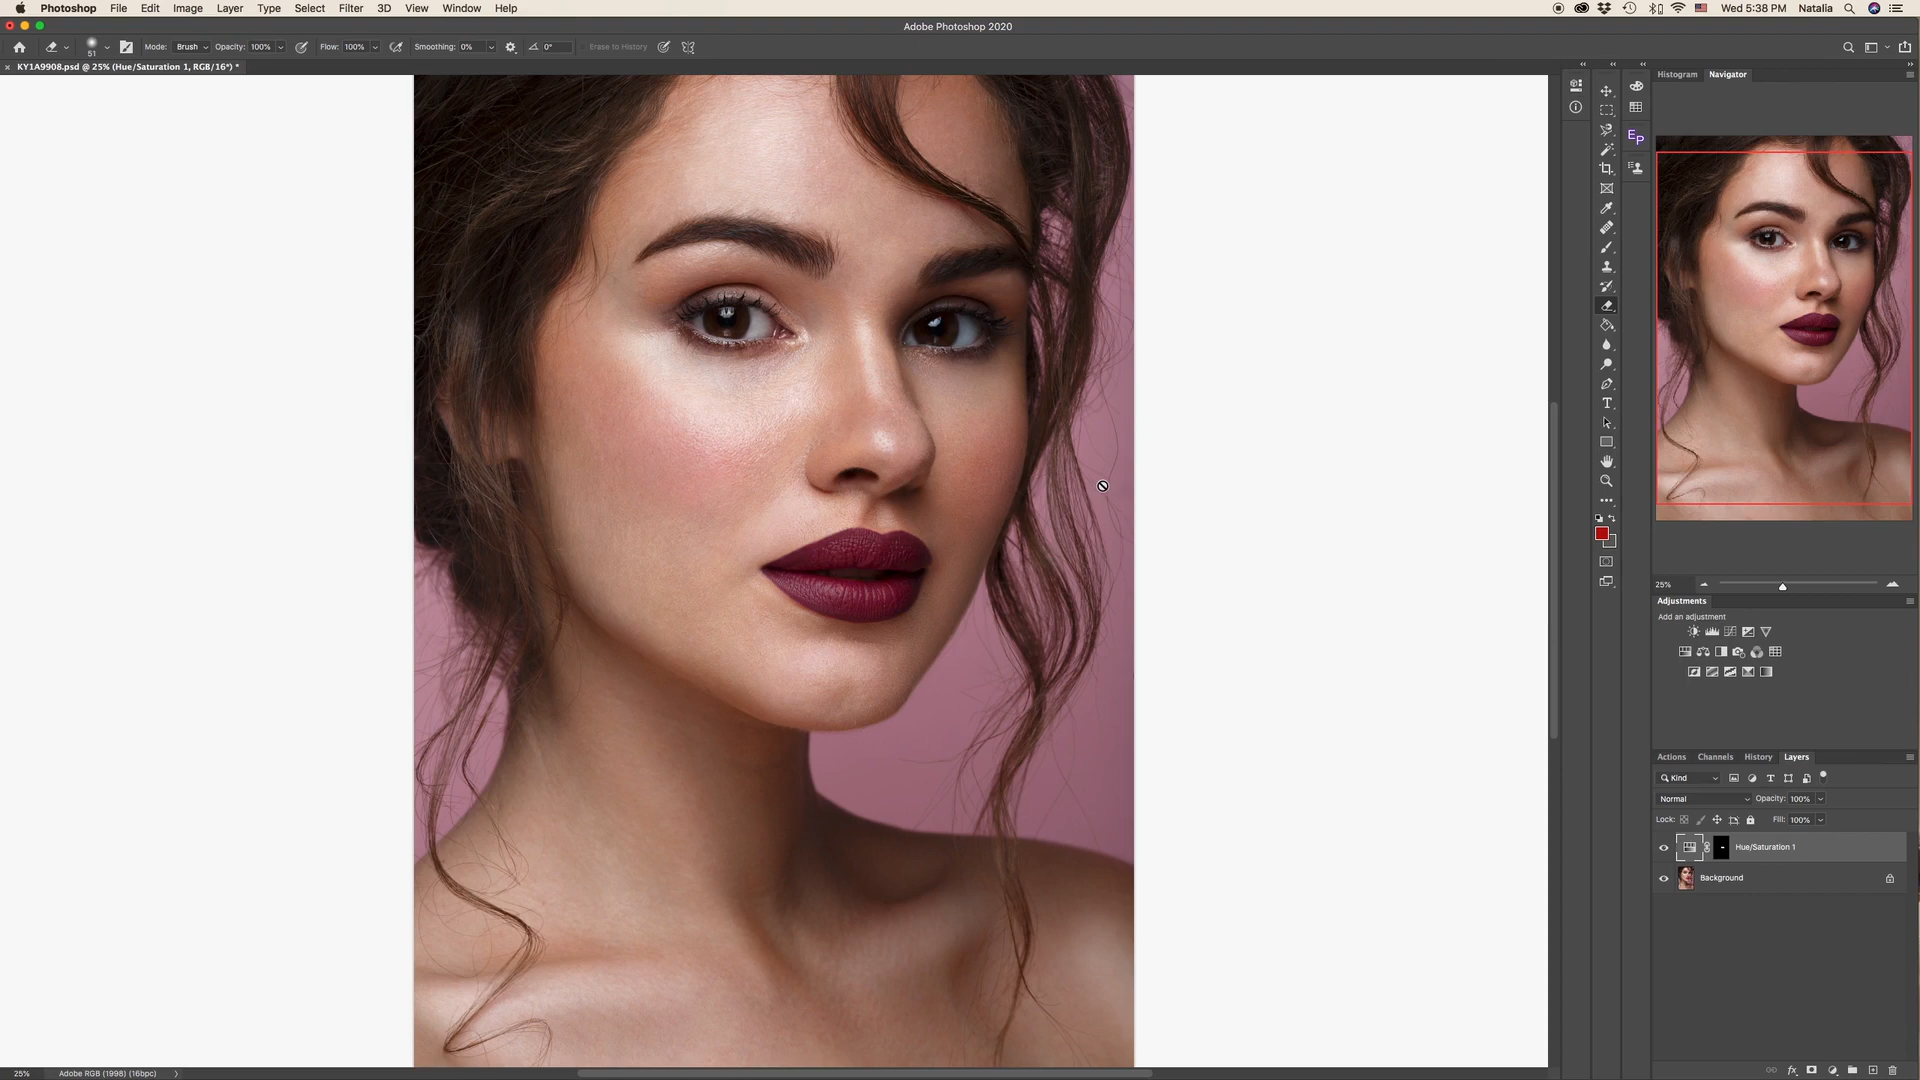 Photoshop File Edit Image Layer Type Select Filter 3D View Window Help Wed 5:38 PM Natalia
Adobe Photoshop 2020
51 Mode: Brush Opacity: 100% Flow: 100% Smoothing: 0% 0° Erase to History
× KY1A9908.psd @ 25% (Hue/Saturation 1, RGB/16*) *
Histogram Navigator
EP
T
25%
Adjustments
Add an adjustment
Actions Channels History Layers
Kind T
Normal Opacity: 100%
Lock: Fill: 100%
Hue/Saturation 1
Background
fx
25% Adobe RGB (1998) (16bpc)